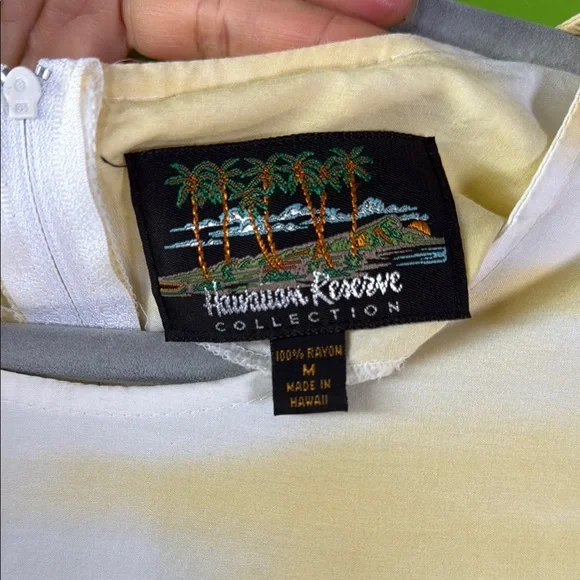 Hawaiian Reserve
COLLECTION
100% RAYON
M
MADE IN
HAWAII